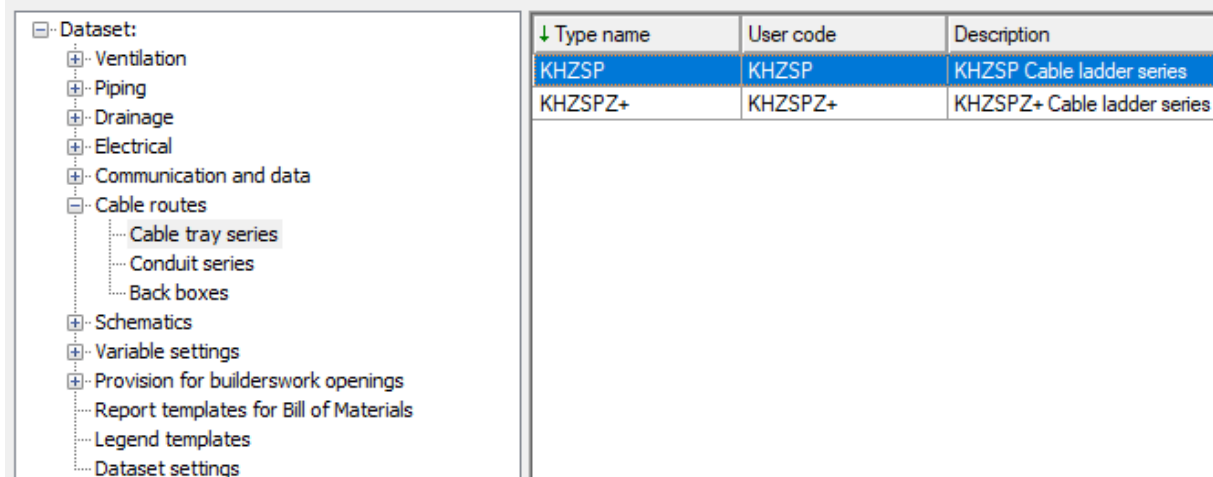 Dataset:
Ventilation
Piping
Drainage
Electrical
Communication and data
Cable routes
Cable tray series
Conduit series
Back boxes
Schematics
Variable settings
Provision for builderswork openings
Report templates for Bill of Materials
Legend templates
Dataset settings
↓ Type name User code Description
KHZSP KHZSP KHZSP Cable ladder series
KHZSPZ+ KHZSPZ+ KHZSPZ+ Cable ladder series